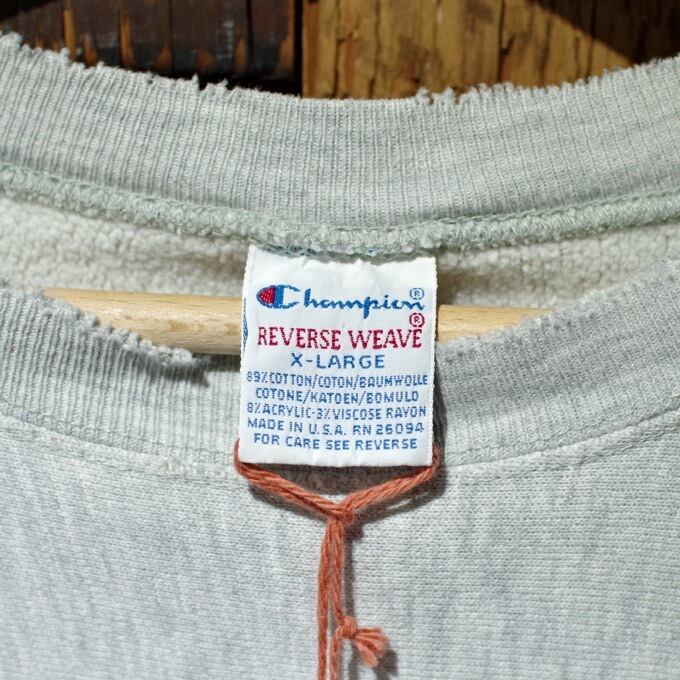 Champion®
REVERSE WEAVE®
X-LARGE
89% COTTON/COTON/BAUMWOLLE
COTONE/KATOEN/BOMULD
8% ACRYLIC-3% VISCOSE RAYON
MADE IN U.S.A. RN 26094
FOR CARE SEE REVERSE